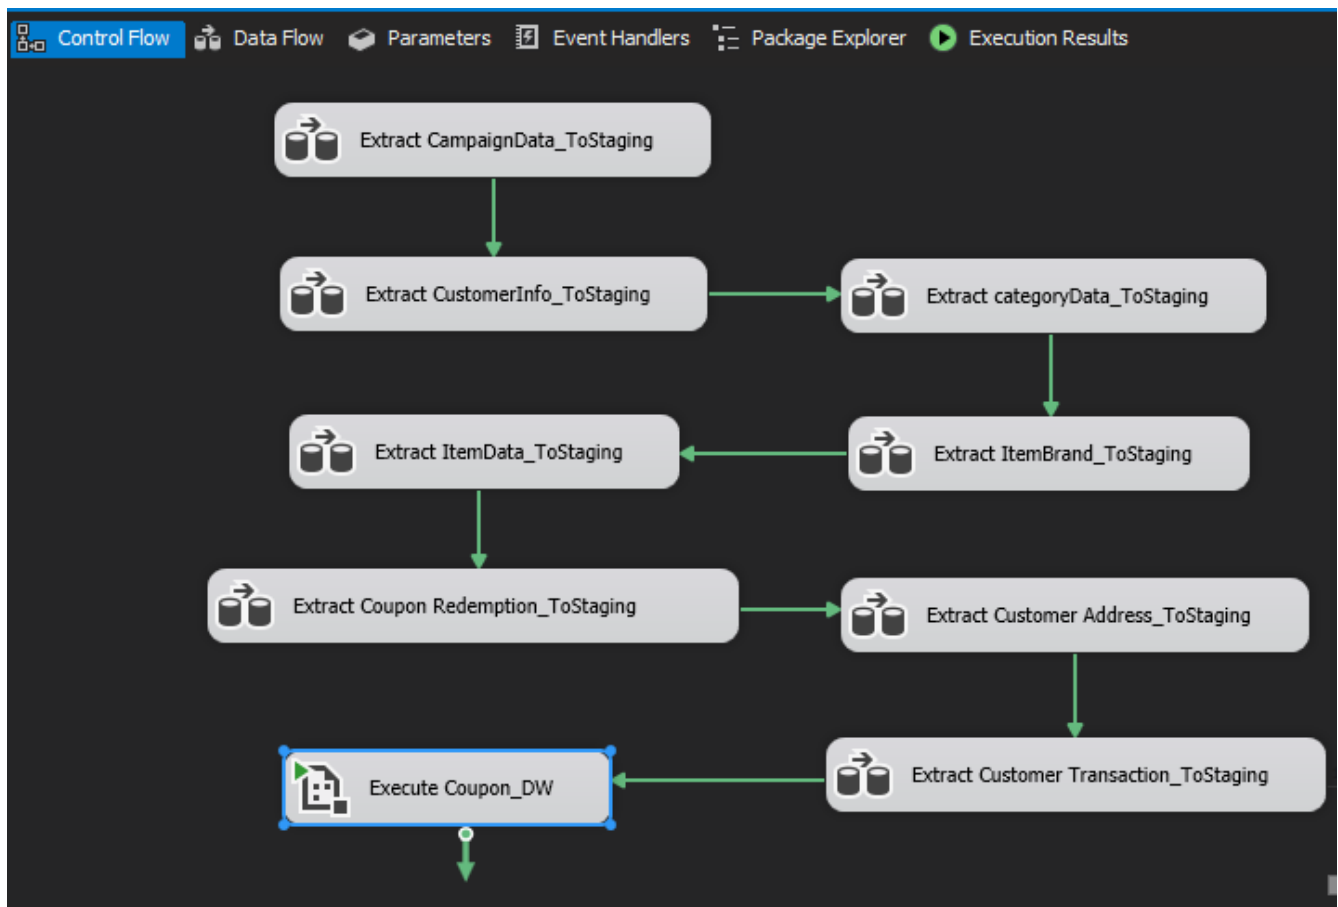 Control Flow
Data Flow
Parameters
Event Handlers
Package Explorer
Execution Results
Extract CampaignData_ToStaging
Extract CustomerInfo_ToStaging
Extract categoryData_ToStaging
Extract ItemData_ToStaging
Extract ItemBrand_ToStaging
Extract Coupon Redemption_ToStaging
Extract Customer Address_ToStaging
Execute Coupon_DW
Extract Customer Transaction_ToStaging